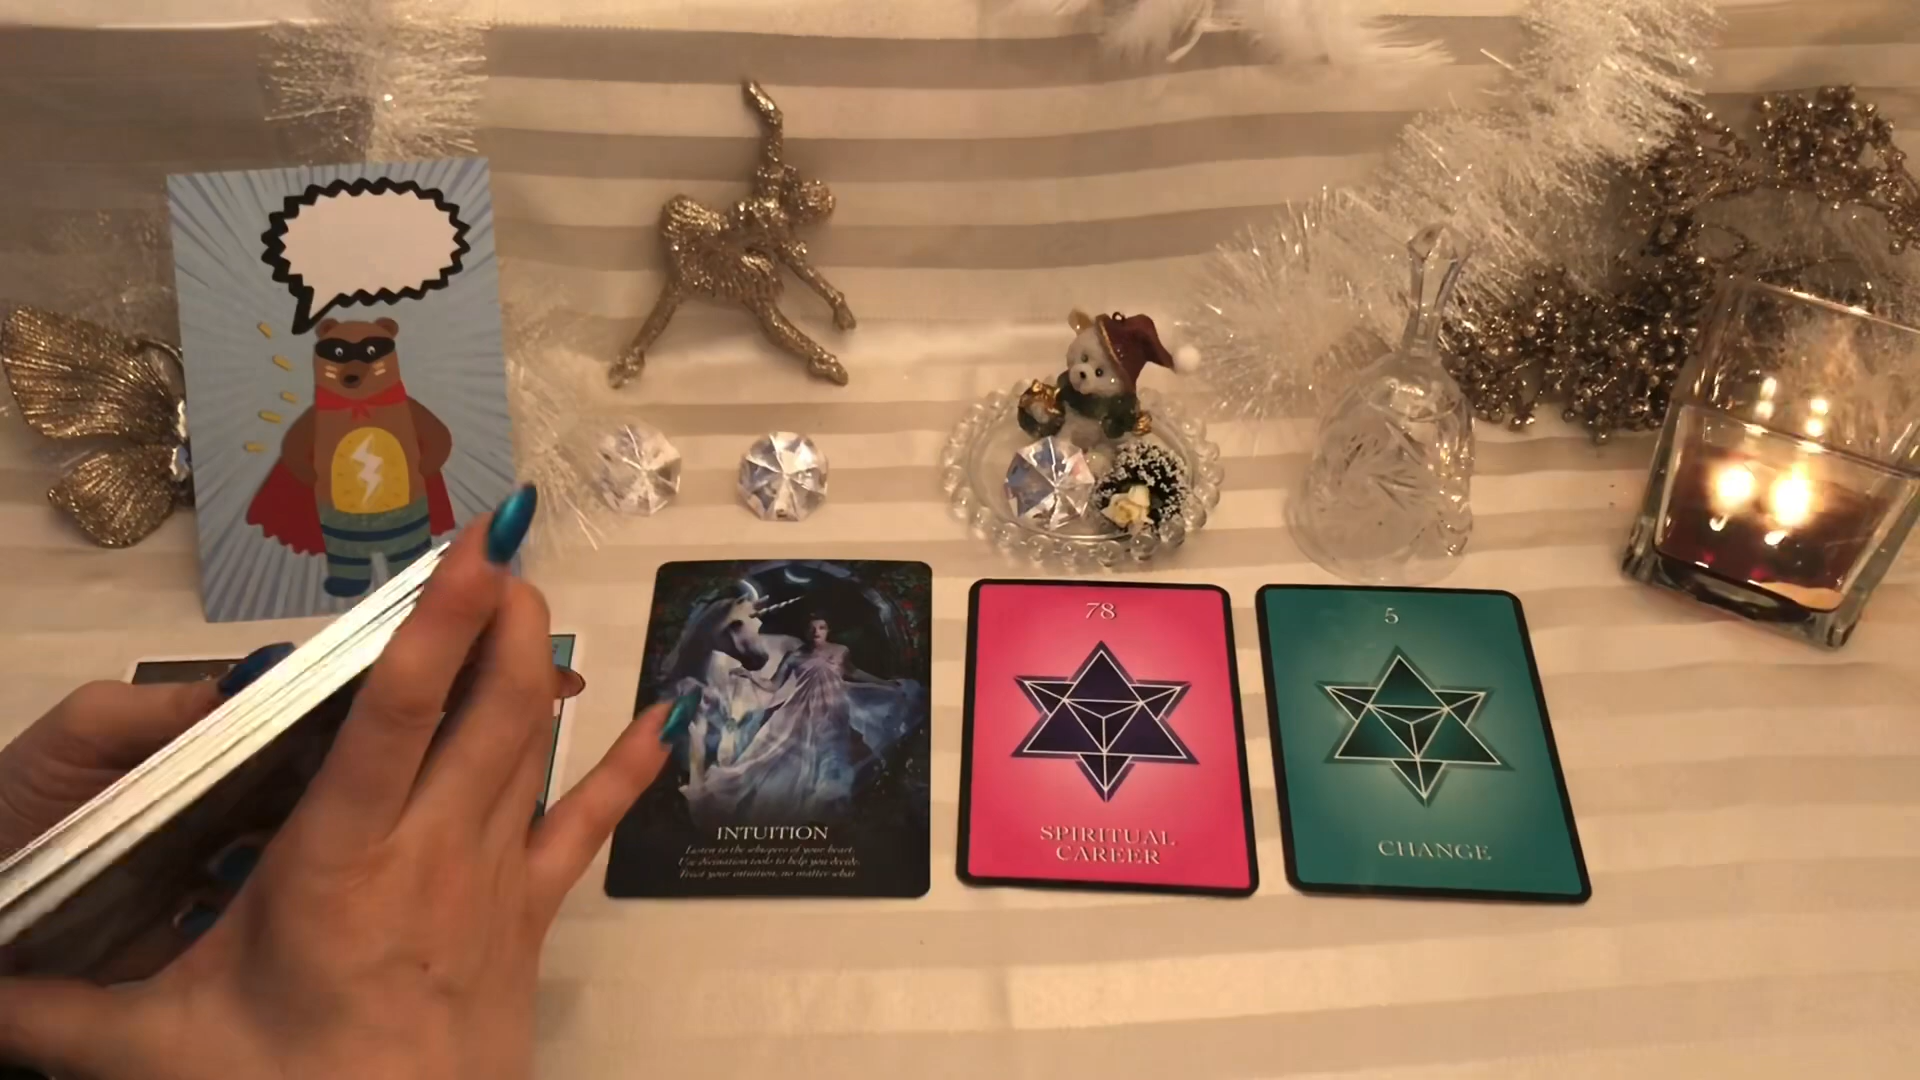 INTUITION
Listen to the whispers of your heart.
Use divination tools to help you decide.
Trust your intuition, no matter what.
78
SPIRITUAL
CAREER
5
CHANGE